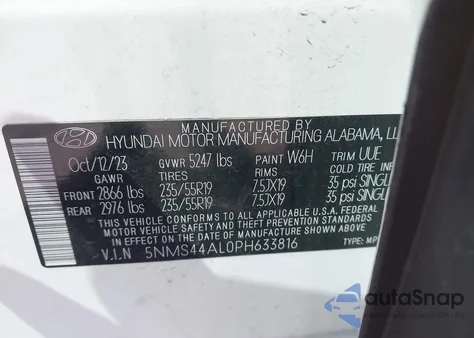 MANUFACTURED BY
HYUNDAI MOTOR MANUFACTURING ALABAMA, LL
Oct/12/23 GVWR 5247 lbs PAINT W6H TRIM UUE
GAWR TIRES RIMS COLD TIRE
FRONT 2866 lbs 235/55R19 7.5JX19 35 psi SINGL
REAR 2976 lbs 235/55R19 7.5JX19 35 psi SINGL
THIS VEHICLE CONFORMS TO ALL APPLICABLE U.S. FEDERAL
MOTOR VEHICLE SAFETY AND THEFT PREVENTION STANDARDS
IN EFFECT ON THE DATE OF MANUFACTURE SHOWN ABOVE.
V.I.N 5NMS44AL0PH633816 TYPE: MP
autoSnap